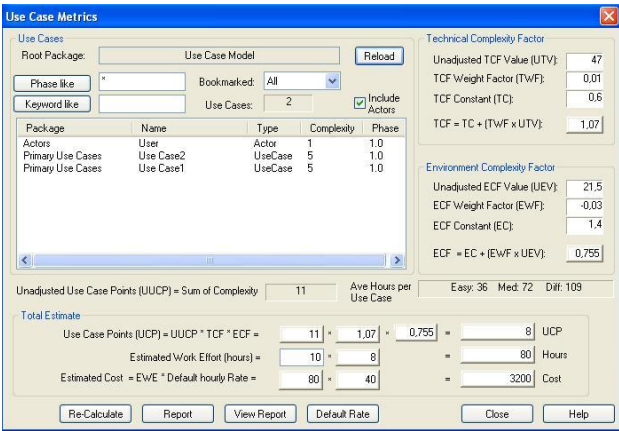 Use Case Metrics
Use Cases
Root Package: Use Case Model Reload
Phase like * Bookmarked: All
Keyword like Use Cases: 2 Include Actors
Package Name Type Complexity Phase
Actors User Actor 1 1.0
Primary Use Cases Use Case2 UseCase 5 1.0
Primary Use Cases Use Case1 UseCase 5 1.0
Technical Complexity Factor
Unadjusted TCF Value (UTV): 47
TCF Weight Factor (TWF): 0,01
TCF Constant (TC): 0,6
TCF = TC + (TWF x UTV): 1,07
Environment Complexity Factor
Unadjusted ECF Value (UEV): 21,5
ECF Weight Factor (EWF): -0,03
ECF Constant (EC): 1,4
ECF = EC + (EWF x UEV): 0,755
Unadjusted Use Case Points (UUCP) = Sum of Complexity 11 Ave Hours per Use Case Easy: 36 Med: 72 Diff: 109
Total Estimate
Use Case Points (UCP) = UUCP * TCF * ECF = 11 * 1,07 * 0,755 = 8 UCP
Estimated Work Effort (hours) = 10 * 8 = 80 Hours
Estimated Cost = EWE * Default hourly Rate = 80 * 40 = 3200 Cost
Re-Calculate Report View Report Default Rate Close Help